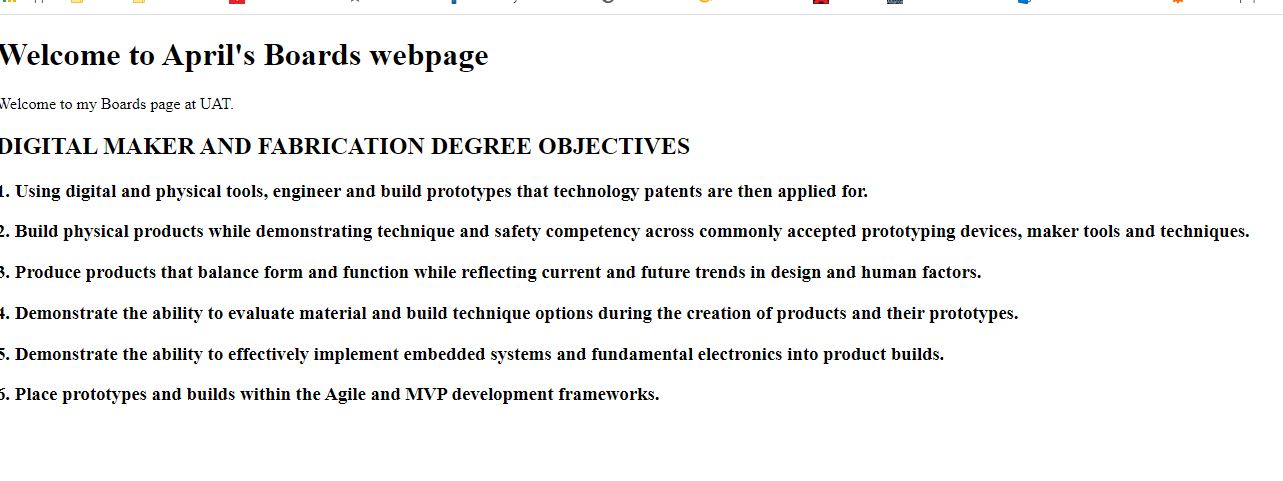 Welcome to April's Boards webpage
Welcome to my Boards page at UAT.
DIGITAL MAKER AND FABRICATION DEGREE OBJECTIVES
1. Using digital and physical tools, engineer and build prototypes that technology patents are then applied for.
2. Build physical products while demonstrating technique and safety competency across commonly accepted prototyping devices, maker tools and techniques.
3. Produce products that balance form and function while reflecting current and future trends in design and human factors.
4. Demonstrate the ability to evaluate material and build technique options during the creation of products and their prototypes.
5. Demonstrate the ability to effectively implement embedded systems and fundamental electronics into product builds.
6. Place prototypes and builds within the Agile and MVP development frameworks.